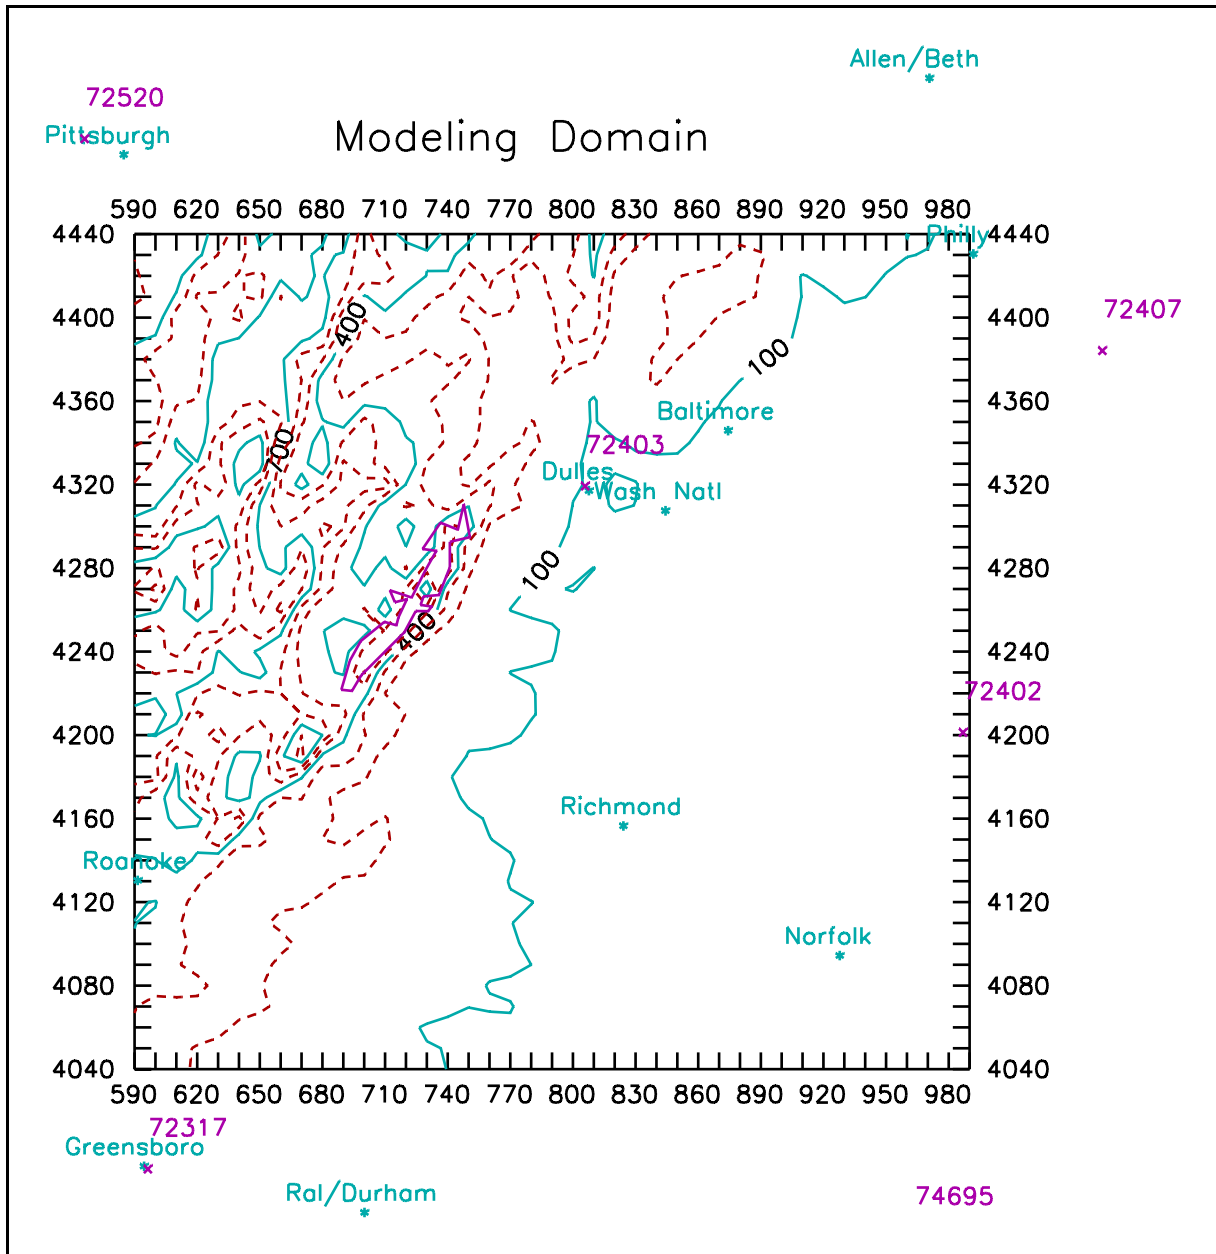 Allen/Beth
72520
Pittsburgh
Modeling Domain
590 620 650 680 710 740 770 800 830 860 890 920 950 980
4440 Philly 4440
72407
4400 400 4400
100
4360 4360
Baltimore
700 72403
Dulles
4320 Wash Natl 4320
100
4280 4280
400
4240 4240
72402
4200 4200
Richmond
4160 4160
Roanoke
4120 4120
Norfolk
4080 4080
4040 4040
590 620 650 680 710 740 770 800 830 860 890 920 950 980
72317
Greensboro
Ral/Durham
74695